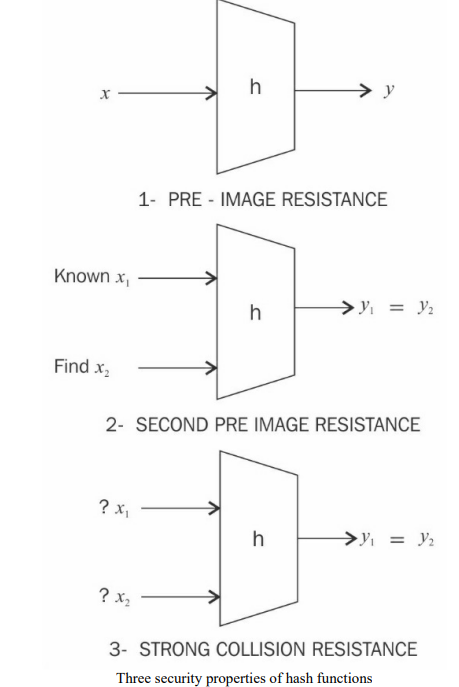 x h y
1- PRE - IMAGE RESISTANCE
Known x₁
h y₁ = y₂
Find x₂
2- SECOND PRE IMAGE RESISTANCE
? x₁
h y₁ = y₂
? x₂
3- STRONG COLLISION RESISTANCE
Three security properties of hash functions